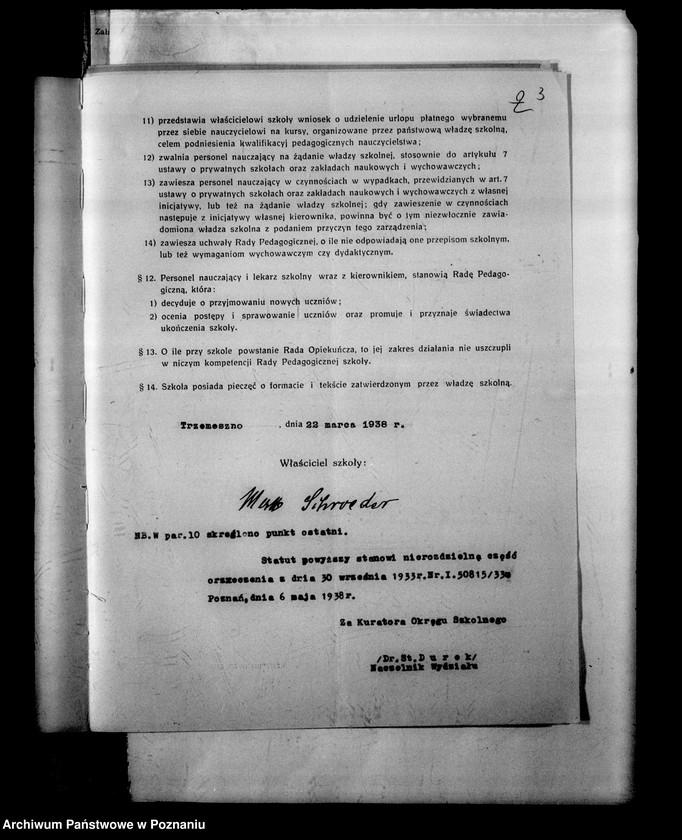 Zał
2 3
11) przedstawia właścicielowi szkoły wniosek o udzielenie urlopu płatnego wybranemu
przez siebie nauczycielowi na kursy, organizowane przez państwową władzę szkolną,
celem podniesienia kwalifikacyj pedagogicznych nauczycielstwa;
12) zwalnia personel nauczający na żądanie władzy szkolnej, stosownie do artykułu 7
ustawy o prywatnych szkołach oraz zakładach naukowych i wychowawczych;
13) zawiesza personel nauczający w czynnościach w wypadkach, przewidzianych w art. 7
ustawy o prywatnych szkołach oraz zakładach naukowych i wychowawczych z własnej
inicjatywy, lub też na żądanie władzy szkolnej; gdy zawieszenie w czynnościach
następuje z inicjatywy własnej kierownika, powinna być o tym niezwłocznie zawia-
domiona władza szkolna z podaniem przyczyn tego zarządzenia;
14) zawiesza uchwały Rady Pedagogicznej, o ile nie odpowiadają one przepisom szkolnym,
lub też wymaganiom wychowawczym czy dydaktycznym.
§ 12. Personel nauczający i lekarz szkolny wraz z kierownikiem, stanowią Radę Pedago-
giczną, która:
1) decyduje o przyjmowaniu nowych uczniów;
2) ocenia postępy i sprawowanie uczniów oraz promuje i przyznaje świadectwa
ukończenia szkoły.
§ 13. O ile przy szkole powstanie Rada Opiekuńcza, to jej zakres działania nie uszczupli
w niczym kompetencji Rady Pedagogicznej szkoły.
§ 14. Szkoła posiada pieczęć o formacie i tekście zatwierdzonym przez władzę szkolną.
Trzemeszno , dnia 22 marca 1938 r.
Właściciel szkoły:
Max Schroeder
NB.W par.10 skreślono punkt ostatni.
Statut powyższy stanowi nierozdzielną część
orzeczenia z dnia 30 września 1933r.Nr.I.50815/33.
Poznań,dnia 6 maja 1938r.
Za Kuratora Okręgu Szkolnego
/Dr.St.D u r e k/
Naczelnik Wydziału
Archiwum Państwowe w Poznaniu